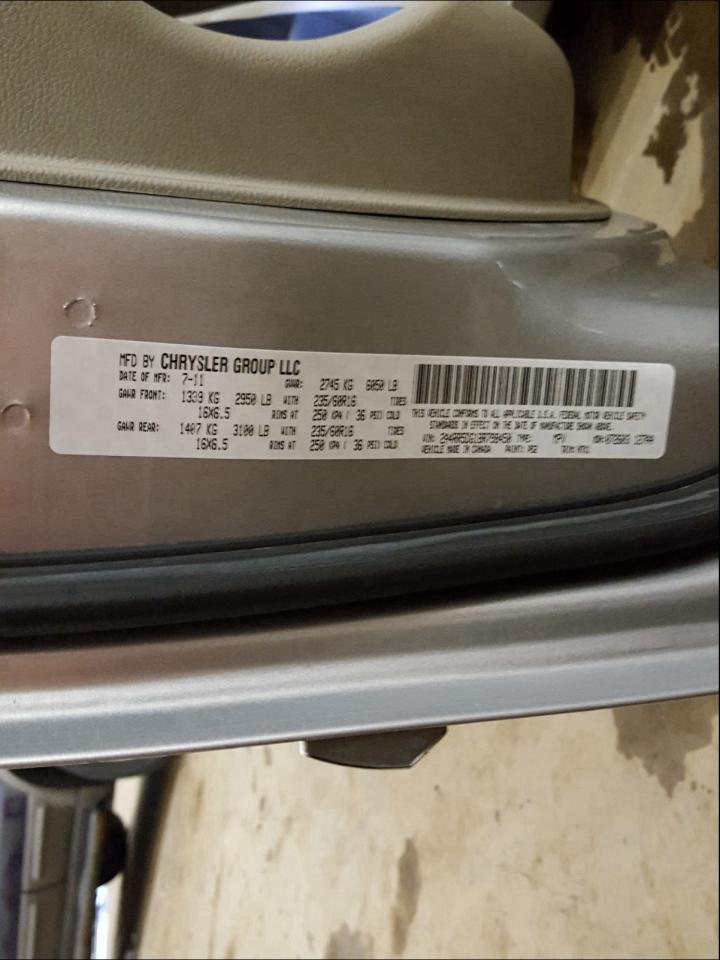 MFD BY CHRYSLER GROUP LLC
DATE OF MFR: 7-11 GVWR: 2745 KG 6050 LB
GAWR FRONT: 1339 KG 2950 LB WITH 235/60R16 TIRES
16X6.5 RIMS AT 250 KPA ( 36 PSI) COLD
GAWR REAR: 1407 KG 3100 LB WITH 235/60R16 TIRES
16X6.5 RIMS AT 250 KPA ( 36 PSI) COLD
THIS VEHICLE CONFORMS TO ALL APPLICABLE U.S.A. FEDERAL MOTOR VEHICLE SAFETY
STANDARDS IN EFFECT ON THE DATE OF MANUFACTURE SHOWN ABOVE.
VIN: TYPE: MPV MDH:
VEHICLE MADE IN CANADA PAINT: PS2 TRIM: